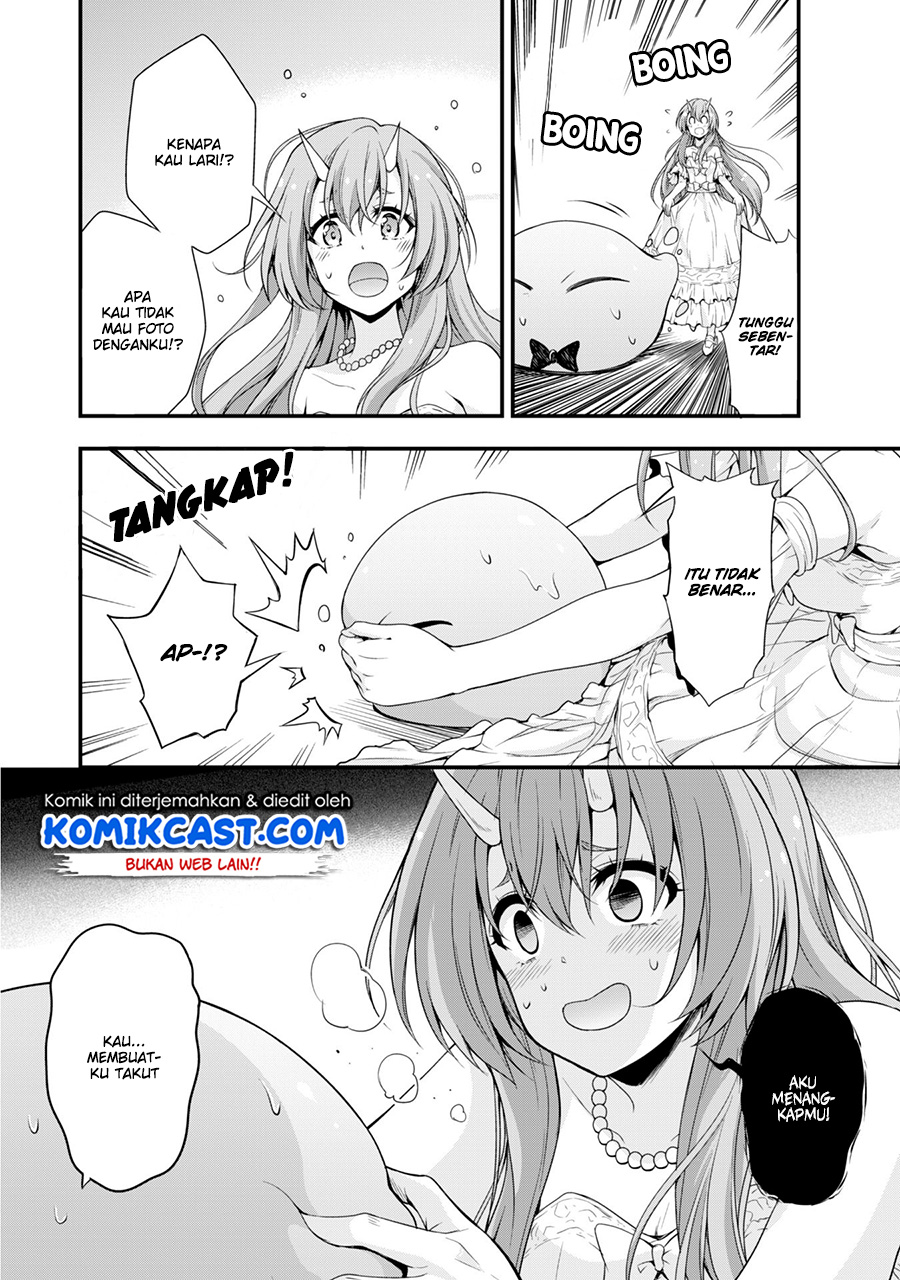 BOING
BOING
TUNGGU
SEBEN-
TAR!
KENAPA
KAU LARI!?
APA
KAU TIDAK
MAU FOTO
DENGANKU!?
ITU TIDAK
BENAR...
TANGKAP!
AP-!?
Komik ini diterjemahkan & diedit oleh
KOMIKCAST.COM
BUKAN WEB LAIN!!
AKU
MENANG-
KAPMU!
KAU...
MEMBUAT-
KU TAKUT